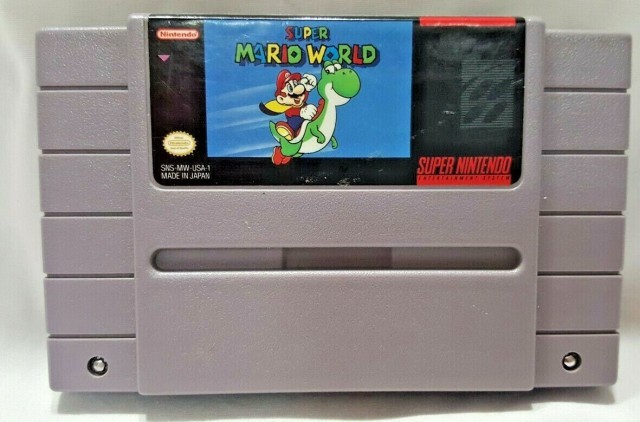 Nintendo
SUPER
MARIO WORLD
SNS-MW-USA-1
MADE IN JAPAN
SUPER NINTENDO
ENTERTAINMENT SYSTEM